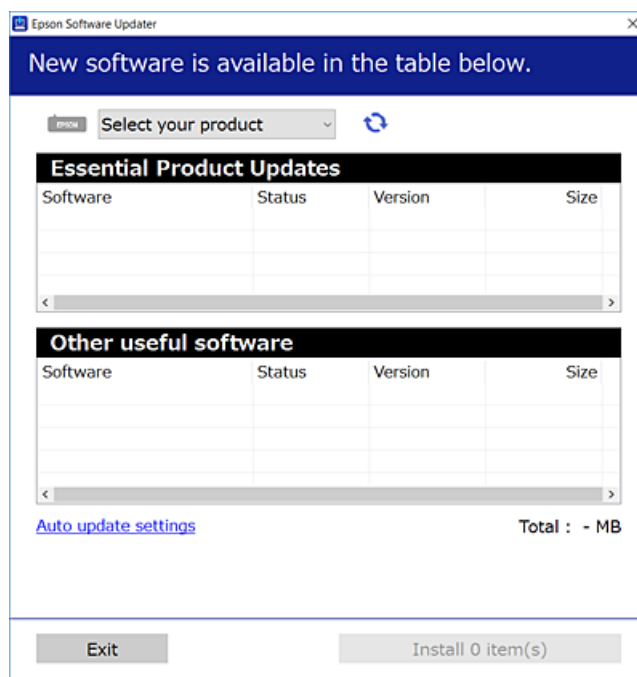 Epson Software Updater
New software is available in the table below.
EPSON Select your product
Essential Product Updates
Software Status Version Size
Other useful software
Software Status Version Size
Auto update settings Total : - MB
Exit Install 0 item(s)